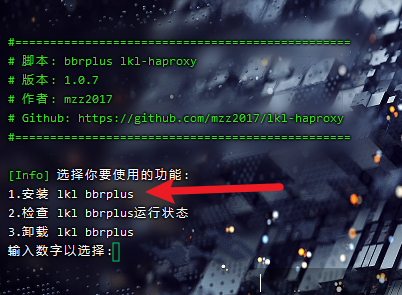 #================================================
# 脚本: bbrplus lkl-haproxy
# 版本: 1.0.7
# 作者: mzz2017
# Github: https://github.com/mzz2017/lkl-haproxy
#================================================
[Info] 选择你要使用的功能:
1.安装 lkl bbrplus
2.检查 lkl bbrplus运行状态
3.卸载 lkl bbrplus
输入数字以选择: